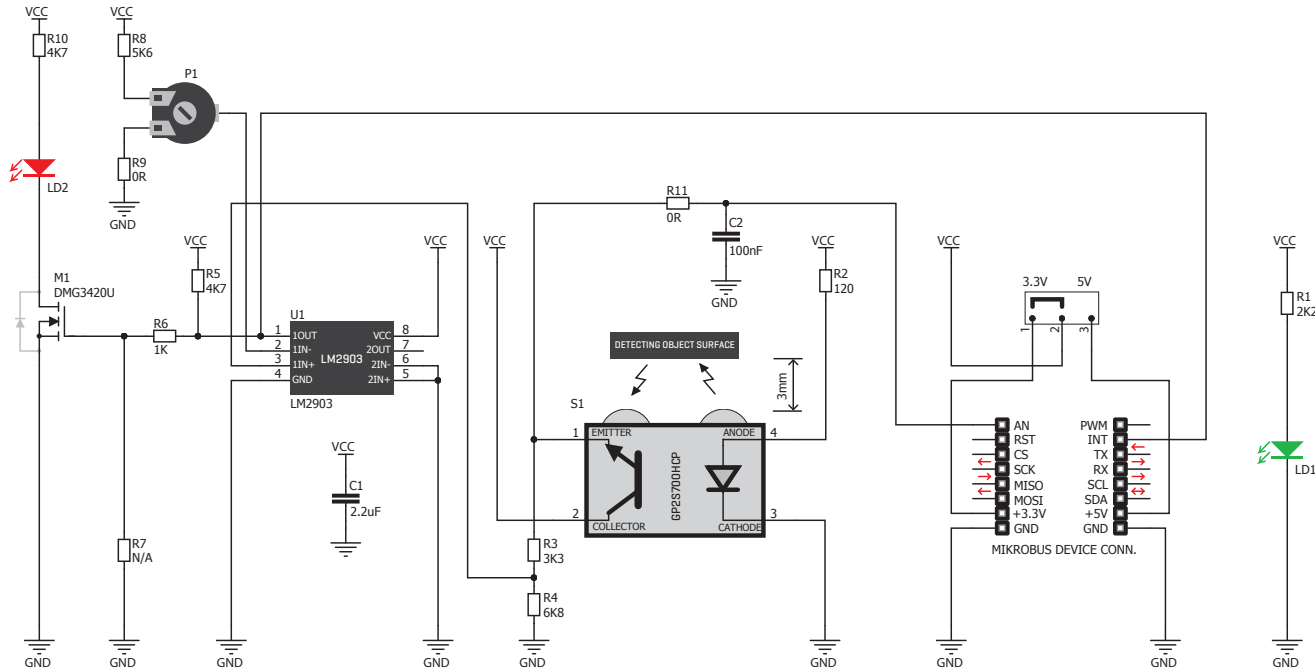 VCC
R10
4K7
LD2
M1
DMG3420U
GND
VCC
R8
5K6
P1
R9
0R
GND
R7
N/A
GND
R6
1K
VCC
R5
4K7
U1
1 1OUT VCC 8
2 1IN- 2OUT 7
3 1IN+ 2IN- 6
4 GND 2IN+ 5
LM2903
LM2903
GND
VCC
GND
VCC
C1
2.2uF
VCC
R11
0R
C2
100nF
GND
VCC
R2
120
DETECTING OBJECT SURFACE
3mm
S1
1 EMITTER ANODE 4
GP2S700HCP
2 COLLECTOR CATHODE 3
R3
3K3
R4
6K8
GND
GND
VCC
3.3V 5V
1 2 3
AN PWM
RST INT
CS TX
SCK RX
MISO SCL
MOSI SDA
+3.3V +5V
GND GND
MIKROBUS DEVICE CONN.
GND
GND
VCC
R1
2K2
LD1
GND